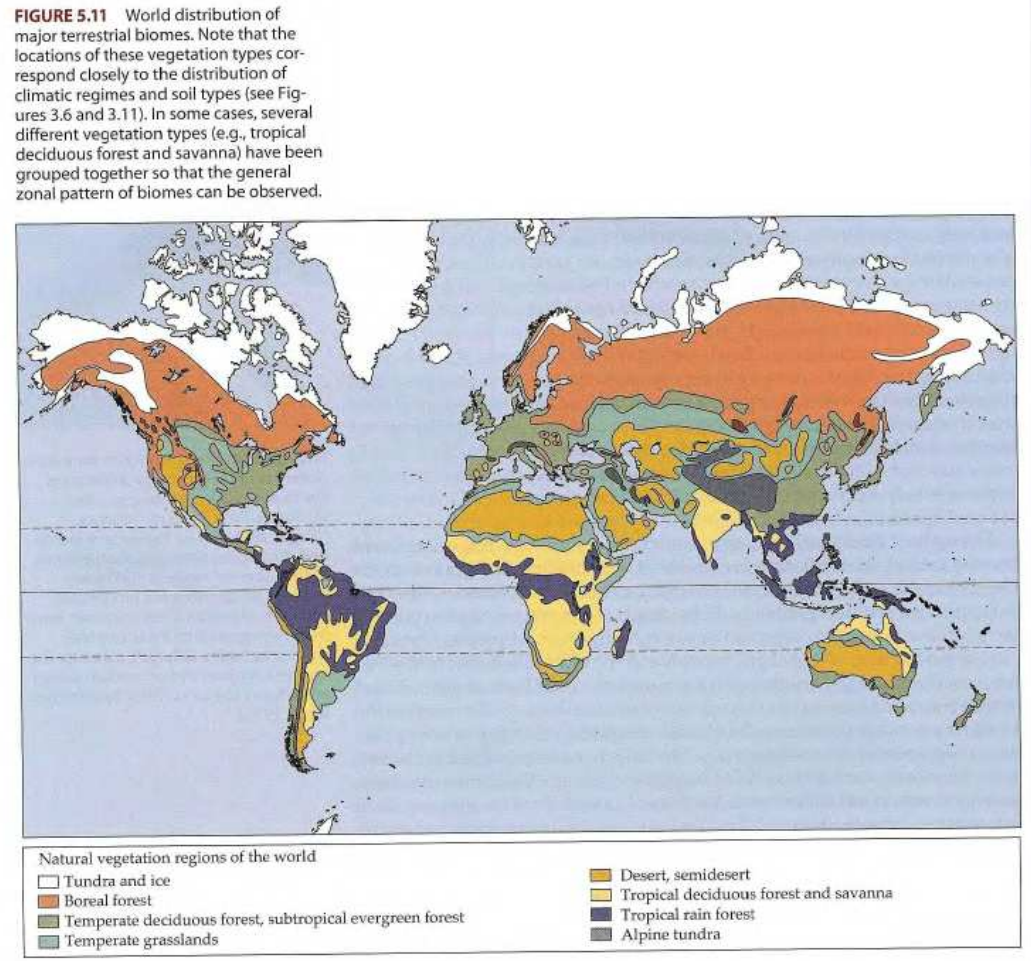 FIGURE 5.11 World distribution of
major terrestrial biomes. Note that the
locations of these vegetation types cor-
respond closely to the distribution of
climatic regimes and soil types (see Fig-
ures 3.6 and 3.11). In some cases, several
different vegetation types (e.g., tropical
deciduous forest and savanna) have been
grouped together so that the general
zonal pattern of biomes can be observed.
Natural vegetation regions of the world
Tundra and ice
Boreal forest
Temperate deciduous forest, subtropical evergreen forest
Temperate grasslands
Desert, semidesert
Tropical deciduous forest and savanna
Tropical rain forest
Alpine tundra